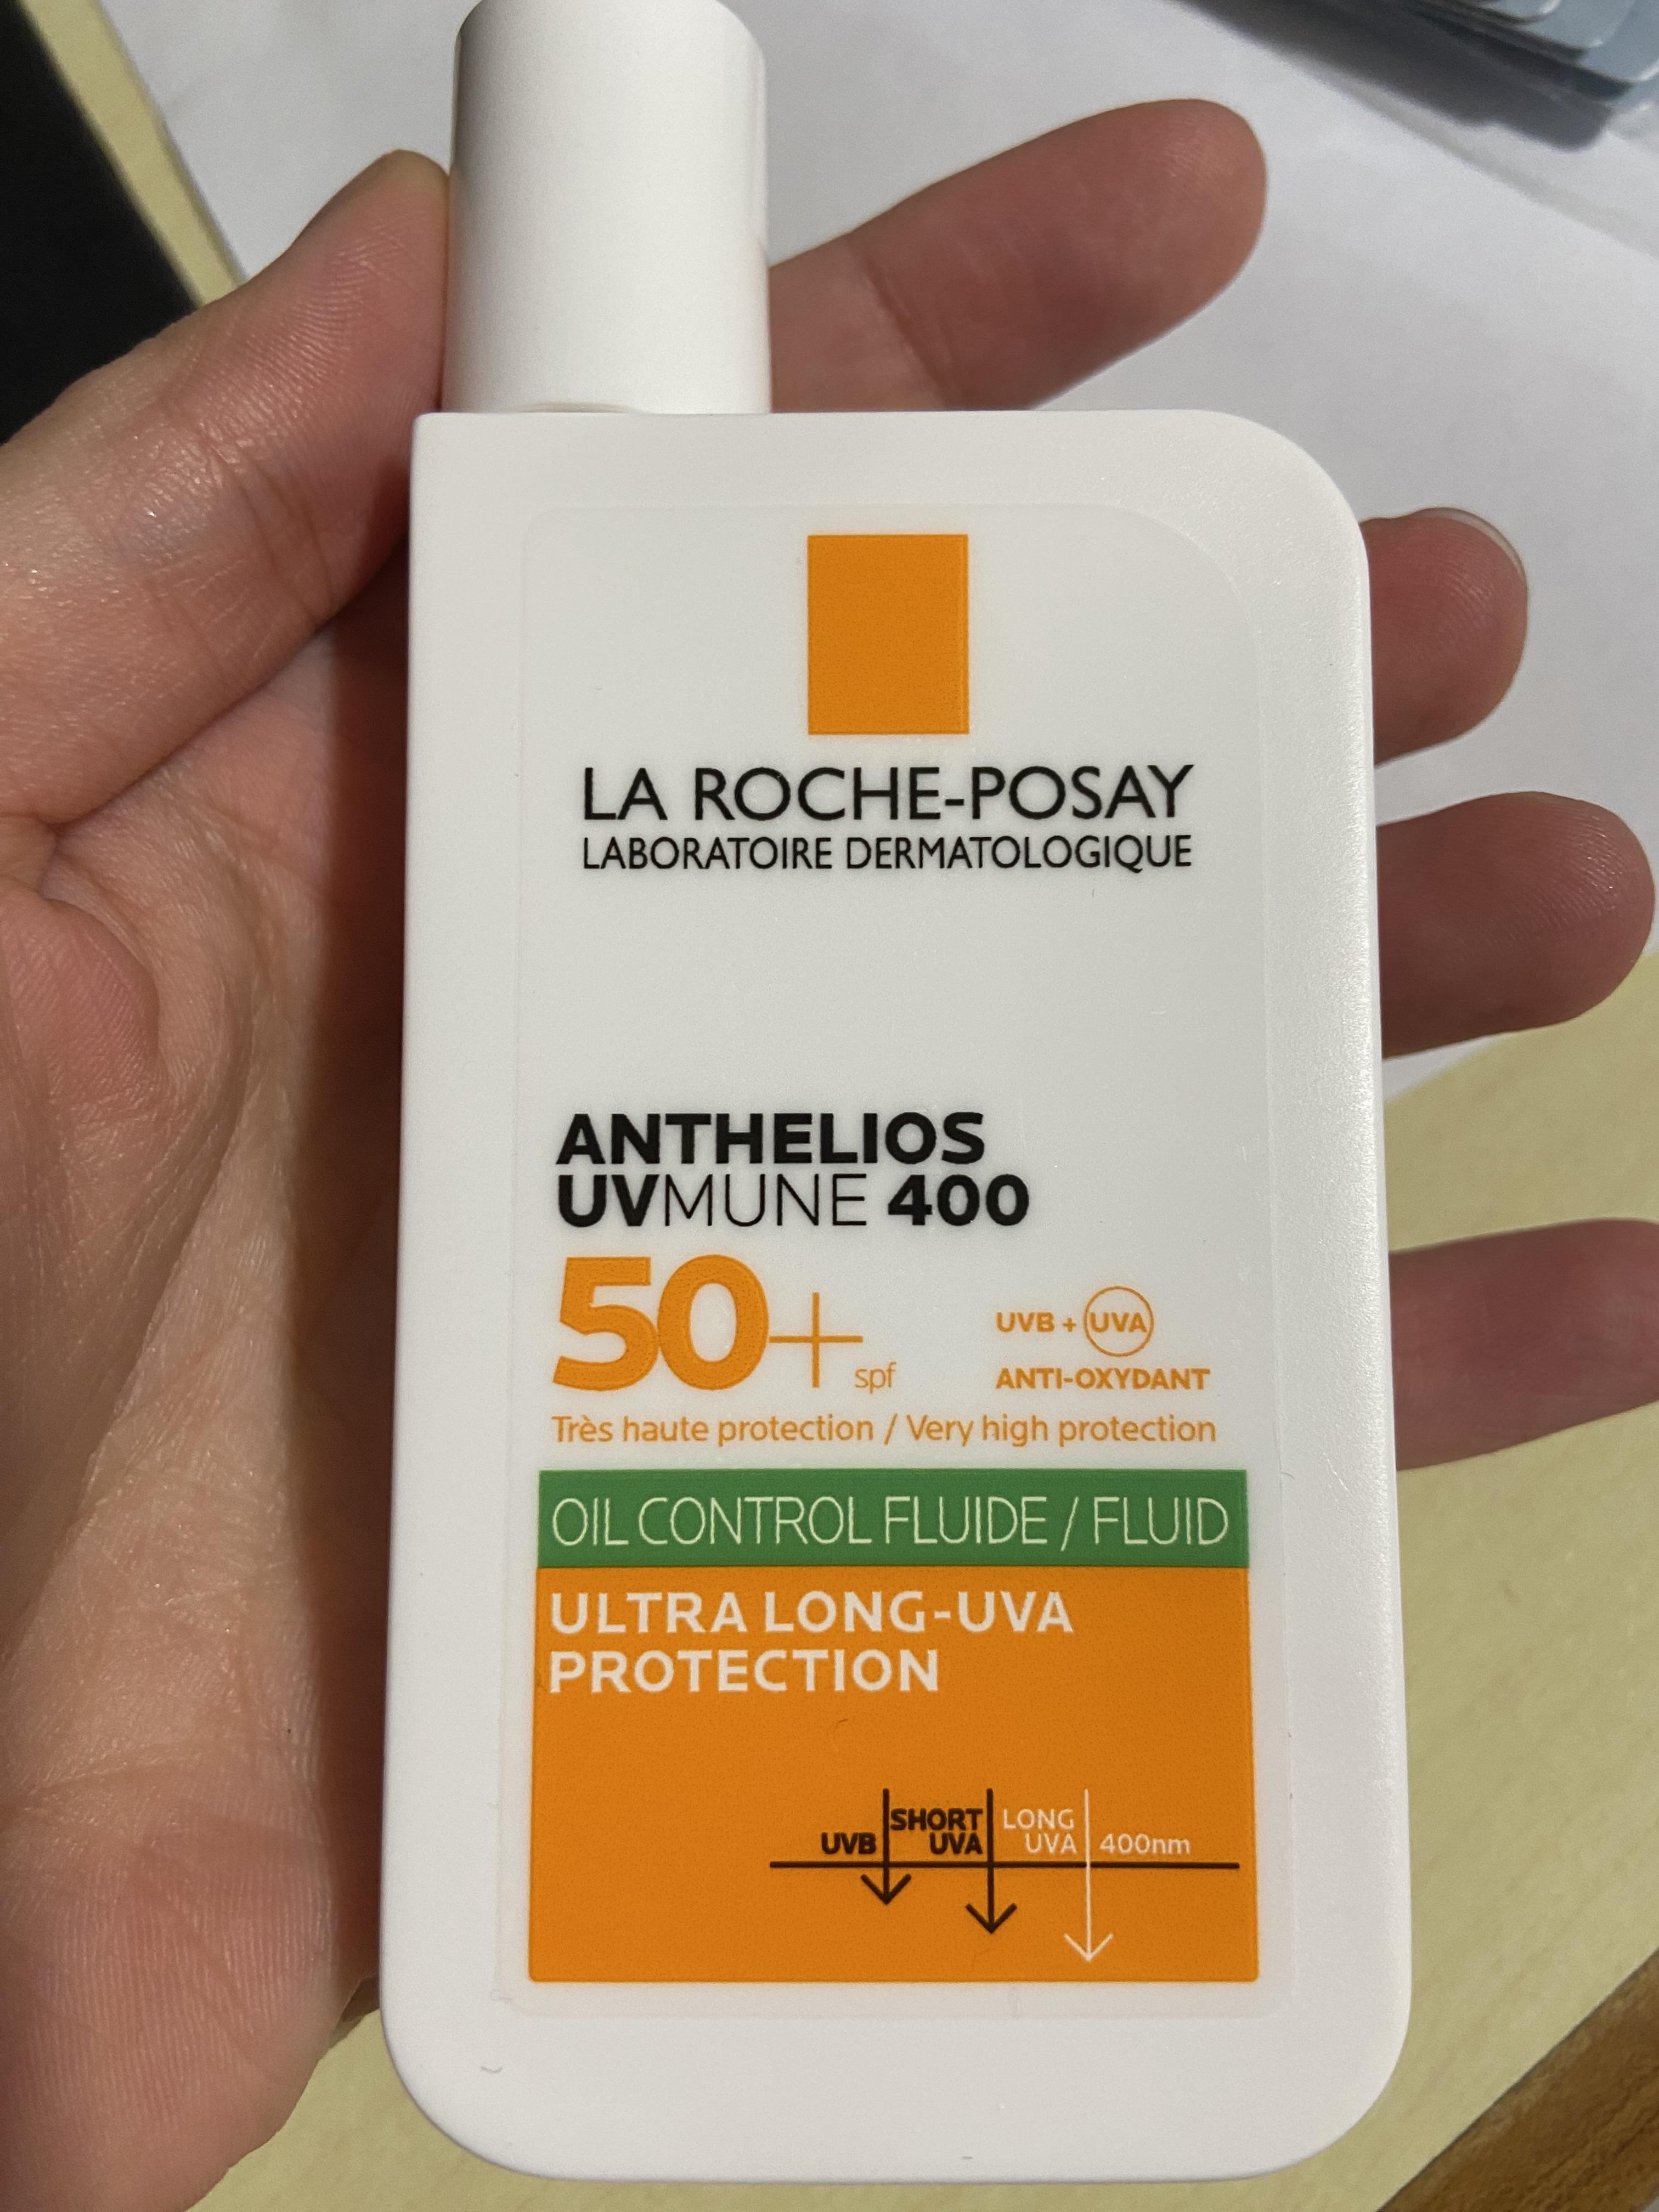 LA ROCHE-POSAY
LABORATOIRE DERMATOLOGIQUE
ANTHELIOS
UVMUNE 400
50+ spf
UVB + UVA
ANTI-OXYDANT
Très haute protection / Very high protection
OIL CONTROL FLUIDE / FLUID
ULTRA LONG-UVA
PROTECTION
UVB
SHORT
UVA
LONG
UVA
400nm